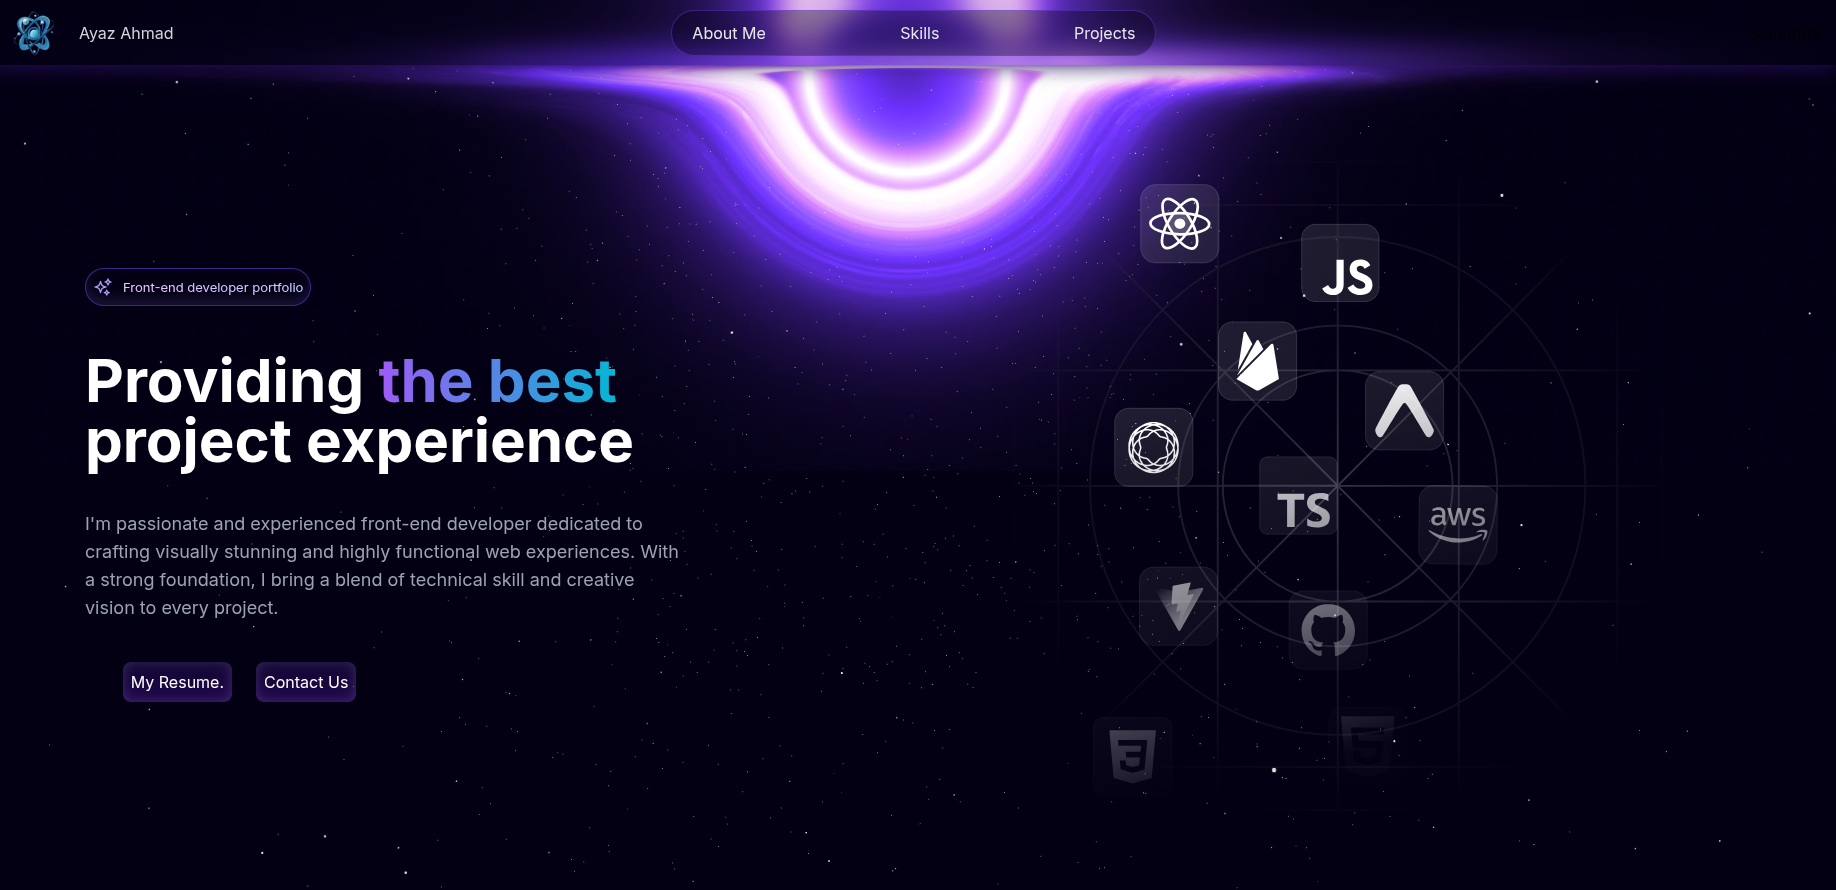 Ayaz Ahmad
About Me
Skills
Projects
Front-end developer portfolio
Providing the best
project experience
I'm passionate and experienced front-end developer dedicated to
crafting visually stunning and highly functional web experiences. With
a strong foundation, I bring a blend of technical skill and creative
vision to every project.
My Resume.
Contact Us
JS
TS
aws